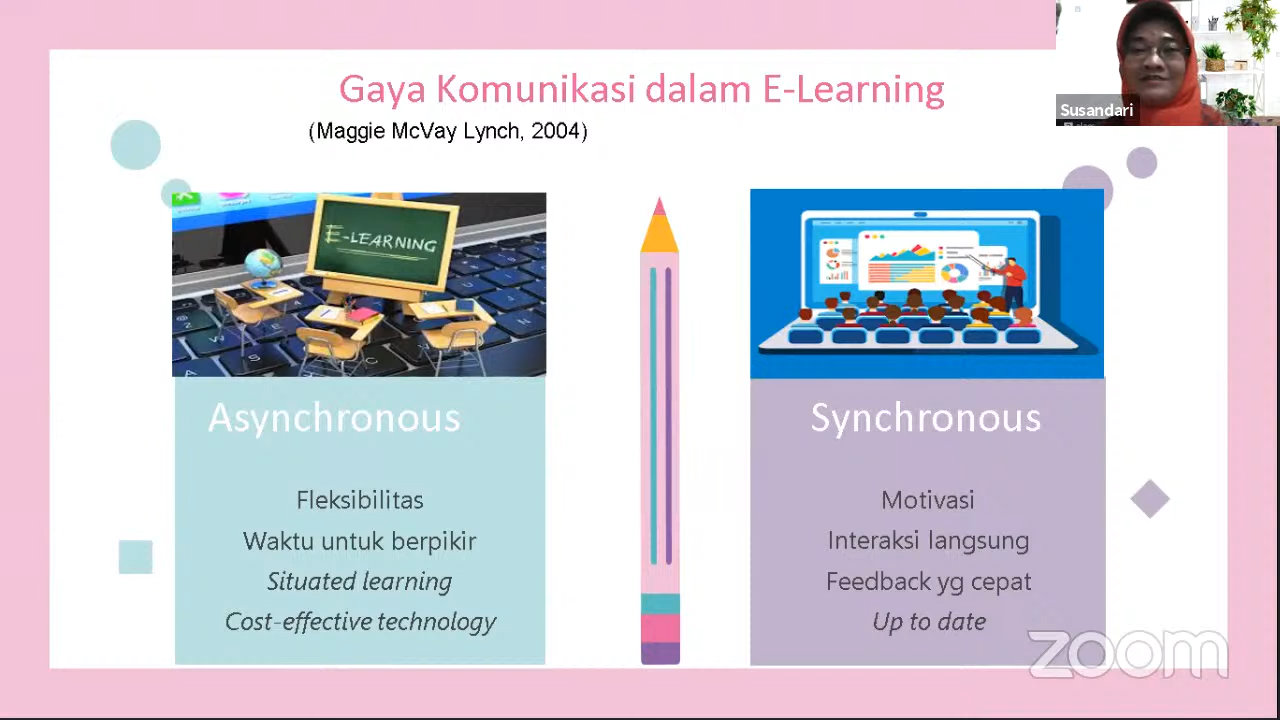 Gaya Komunikasi dalam E-Learning
(Maggie McVay Lynch, 2004)
Susandari
E-LEARNING
Asynchronous
Fleksibilitas
Waktu untuk berpikir
Situated learning
Cost-effective technology
Synchronous
Motivasi
Interaksi langsung
Feedback yg cepat
Up to date
zoom